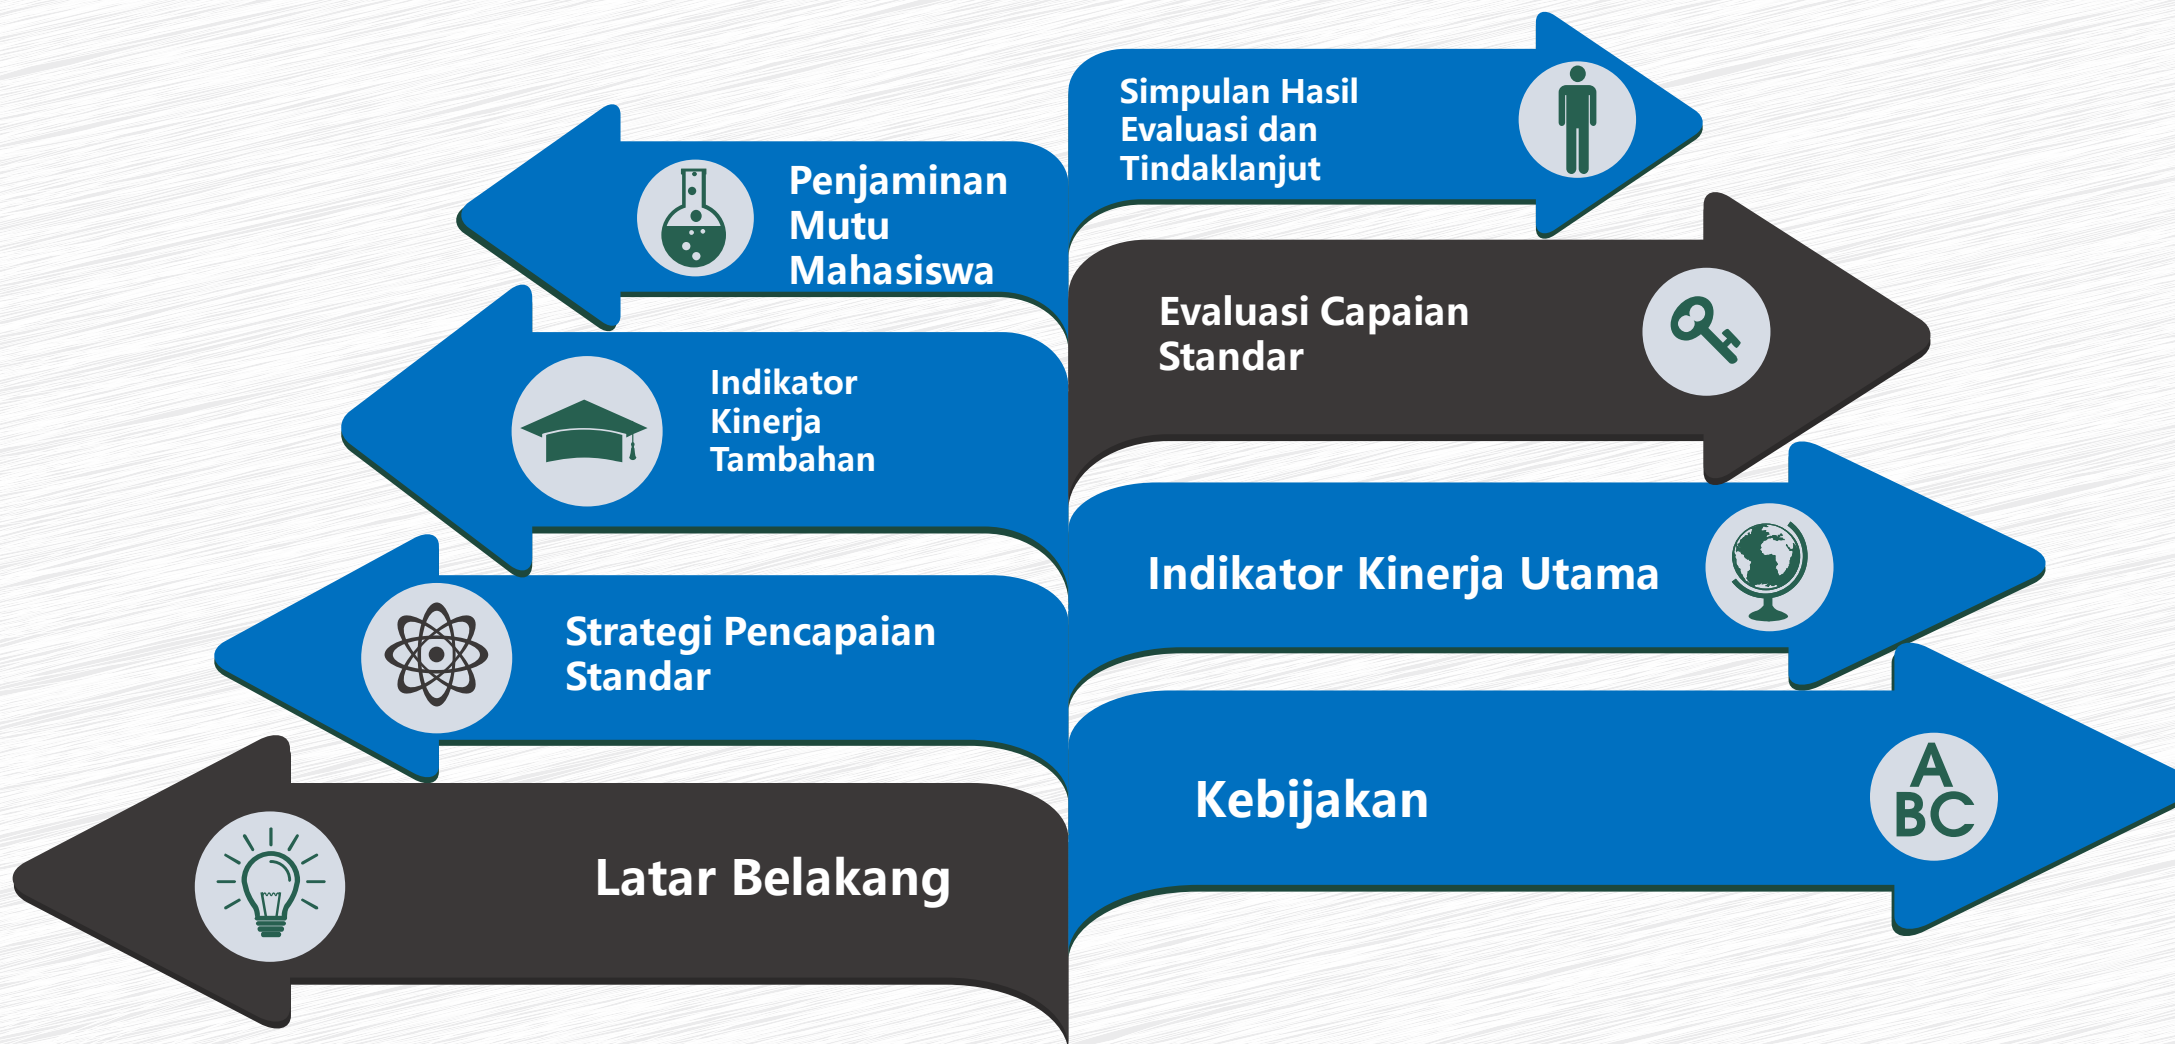 Simpulan Hasil
Evaluasi dan
Tindaklanjut
Penjaminan
Mutu
Mahasiswa
Evaluasi Capaian
Standar
Indikator
Kinerja
Tambahan
Indikator Kinerja Utama
Strategi Pencapaian
Standar
Kebijakan
A
BC
Latar Belakang